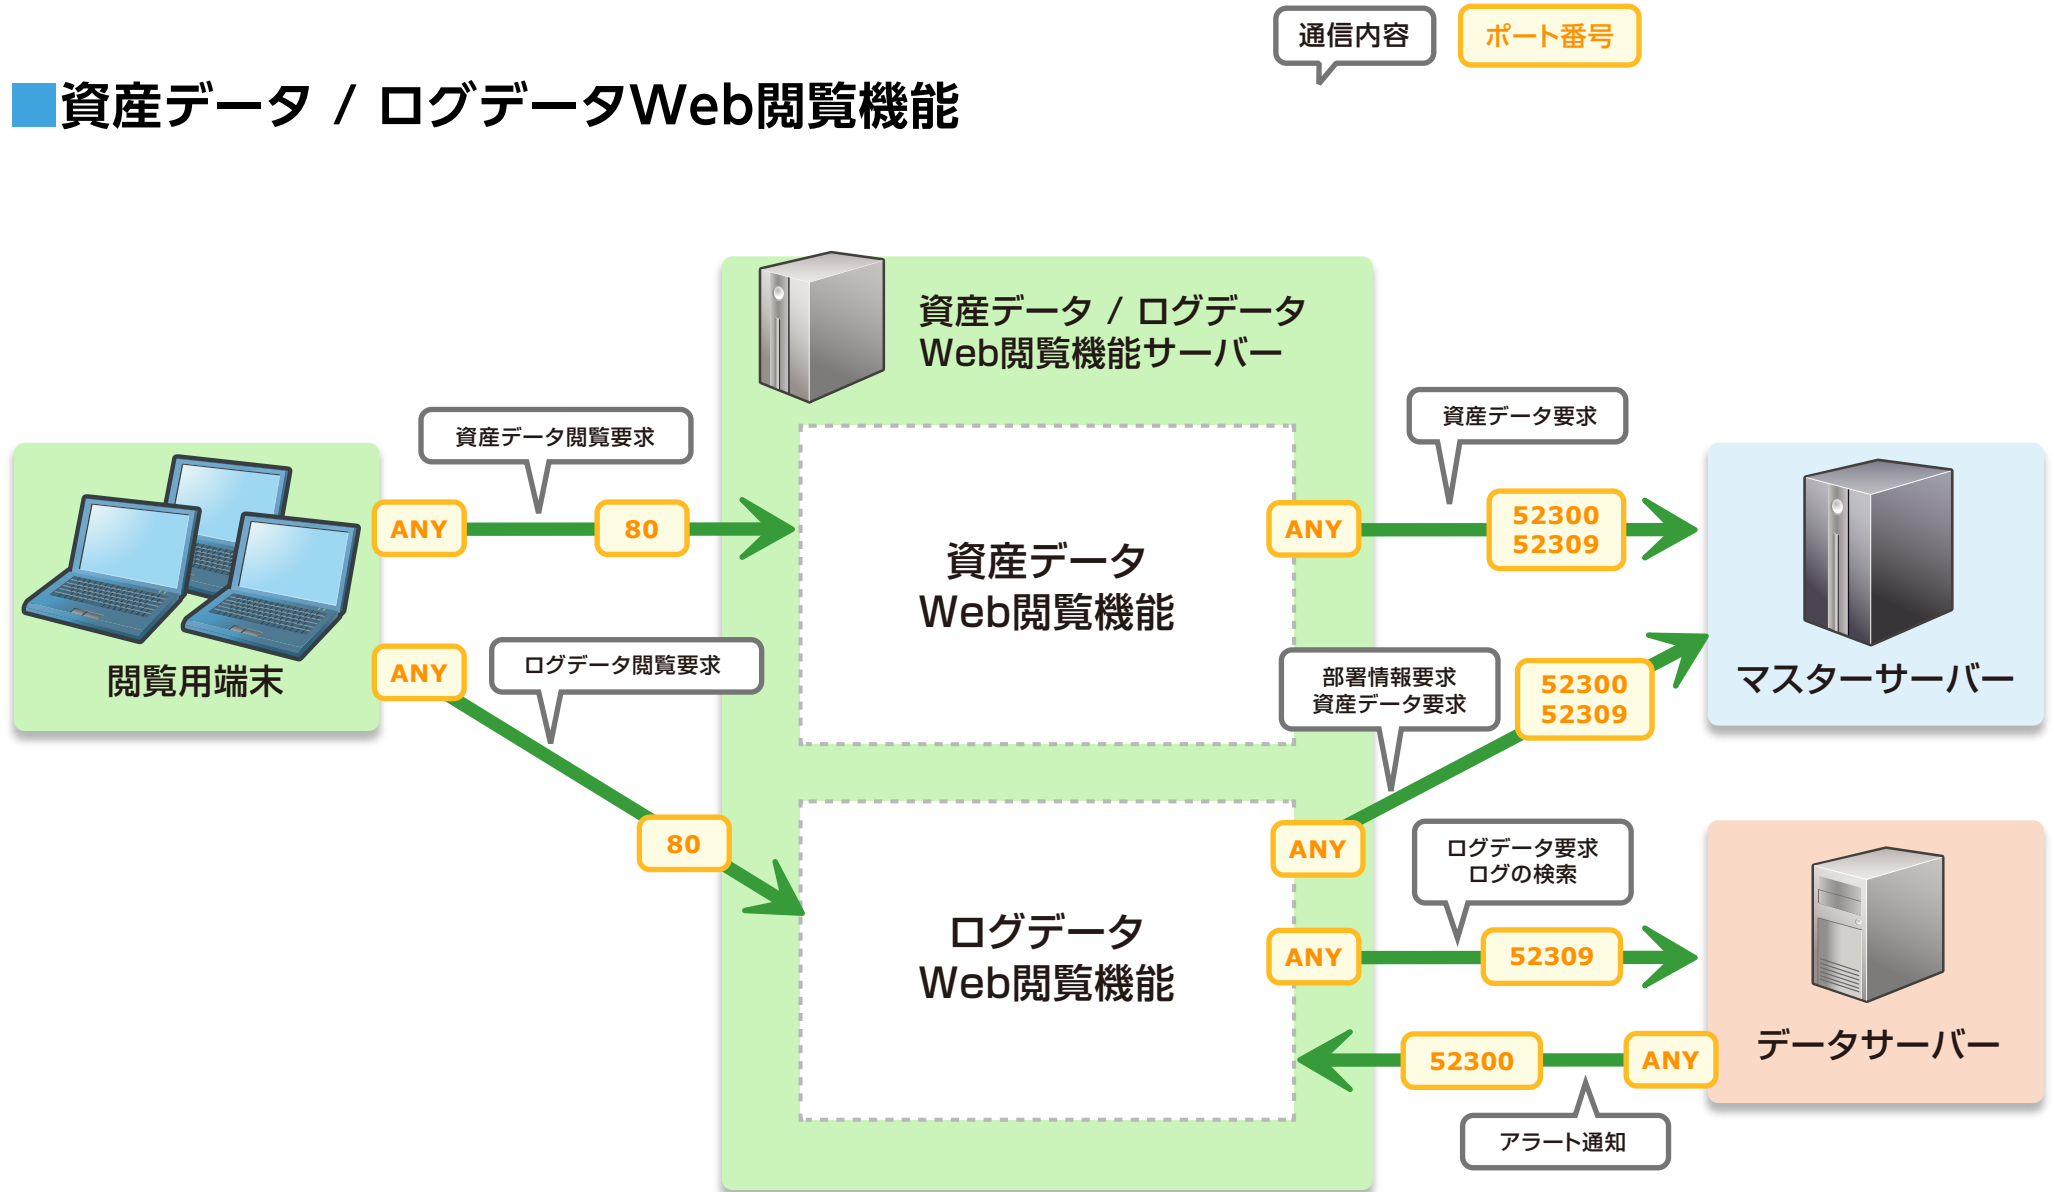 通信内容
ポート番号
■資産データ / ログデータWeb閲覧機能
資産データ / ログデータ
Web閲覧機能サーバー
資産データ閲覧要求
ANY
80
閲覧用端末
ANY
ログデータ閲覧要求
80
資産データ
Web閲覧機能
資産データ要求
ANY
52300
52309
マスターサーバー
部署情報要求
資産データ要求
52300
52309
ANY
ログデータ
Web閲覧機能
ログデータ要求
ログの検索
ANY
52309
データサーバー
52300
ANY
アラート通知